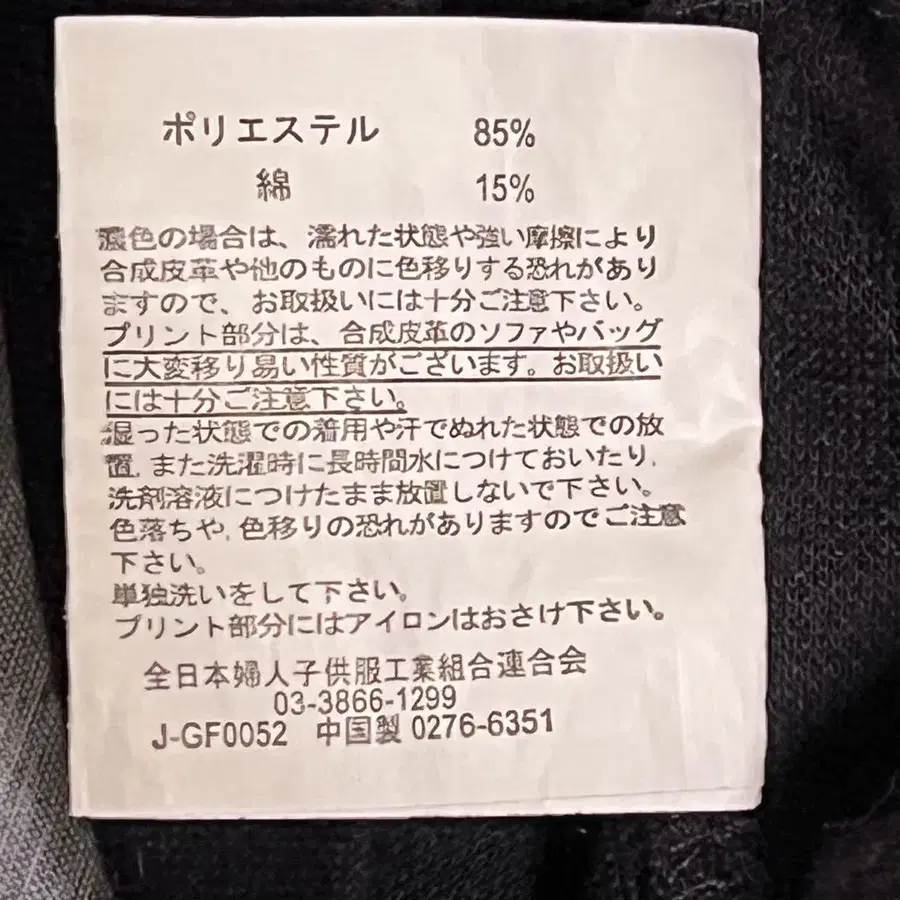 ポリエステル 85%
綿 15%
濃色の場合は、濡れた状態や強い摩擦により
合成皮革や他のものに色移りする恐れがあり
ますので、お取扱いには十分ご注意下さい。
プリント部分は、合成皮革のソファやバッグ
に大変移り易い性質がございます。お取扱い
には十分ご注意下さい。
湿った状態での着用や汗でぬれた状態での放
置,また洗濯時に長時間水につけておいたり,
洗剤溶液につけたまま放置しないで下さい。
色落ちや,色移りの恐れがありますのでご注意
下さい。
単独洗いをして下さい。
プリント部分にはアイロンはおさけ下さい。
全日本婦人子供服工業組合連合会
03-3866-1299
J-GF0052 中国製 0276-6351